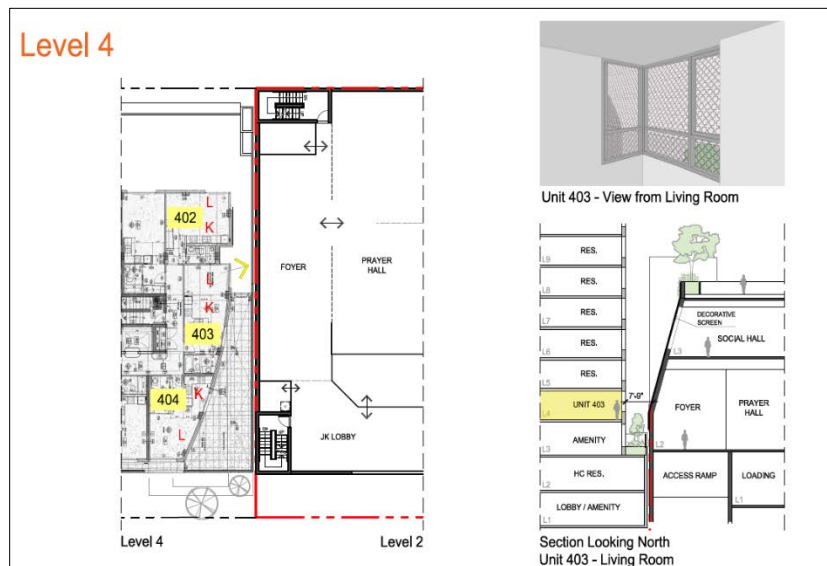 Level 4
402
L
K
L
K
403
404
K
L
FOYER
PRAYER
HALL
JK LOBBY
Level 4
Level 2
Unit 403 - View from Living Room
RES.
L9
RES.
L8
RES.
L7
RES.
L6
RES.
L5
UNIT 403
L4
AMENITY
L3
HC RES.
L2
LOBBY / AMENITY
L1
7'-9"
DECORATIVE
SCREEN
SOCIAL HALL
L3
FOYER
PRAYER
HALL
L2
ACCESS RAMP
LOADING
L1
Section Looking North
Unit 403 - Living Room